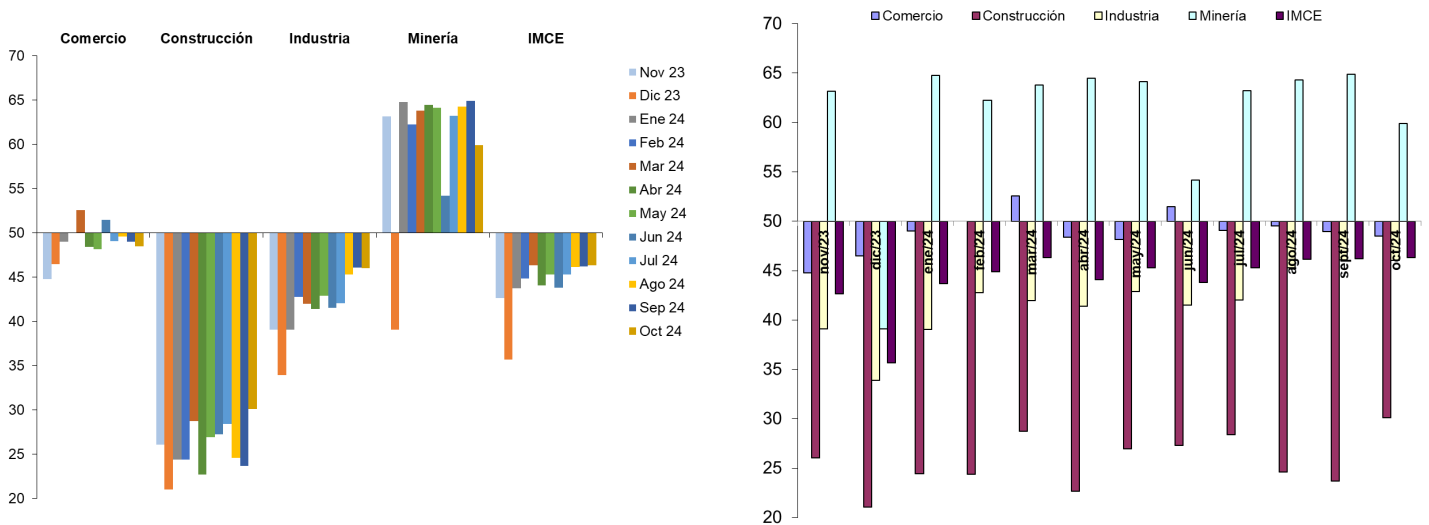 Comercio Construcción Industria Minería IMCE
70
65
60
55
50
45
40
35
30
25
20
Nov 23
Dic 23
Ene 24
Feb 24
Mar 24
Abr 24
May 24
Jun 24
Jul 24
Ago 24
Sep 24
Oct 24
Comercio Construcción Industria Minería IMCE
70
65
60
55
50
45
40
35
30
25
20
nov/23
dic/23
ene/24
feb/24
mar/24
abr/24
may/24
jun/24
jul/24
ago/24
sept/24
oct/24